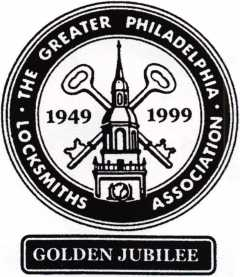 · THE GREATER PHILADELPHIA ·
LOCKSMITHS ASSOCIATION
1949 1999
GOLDEN JUBILEE